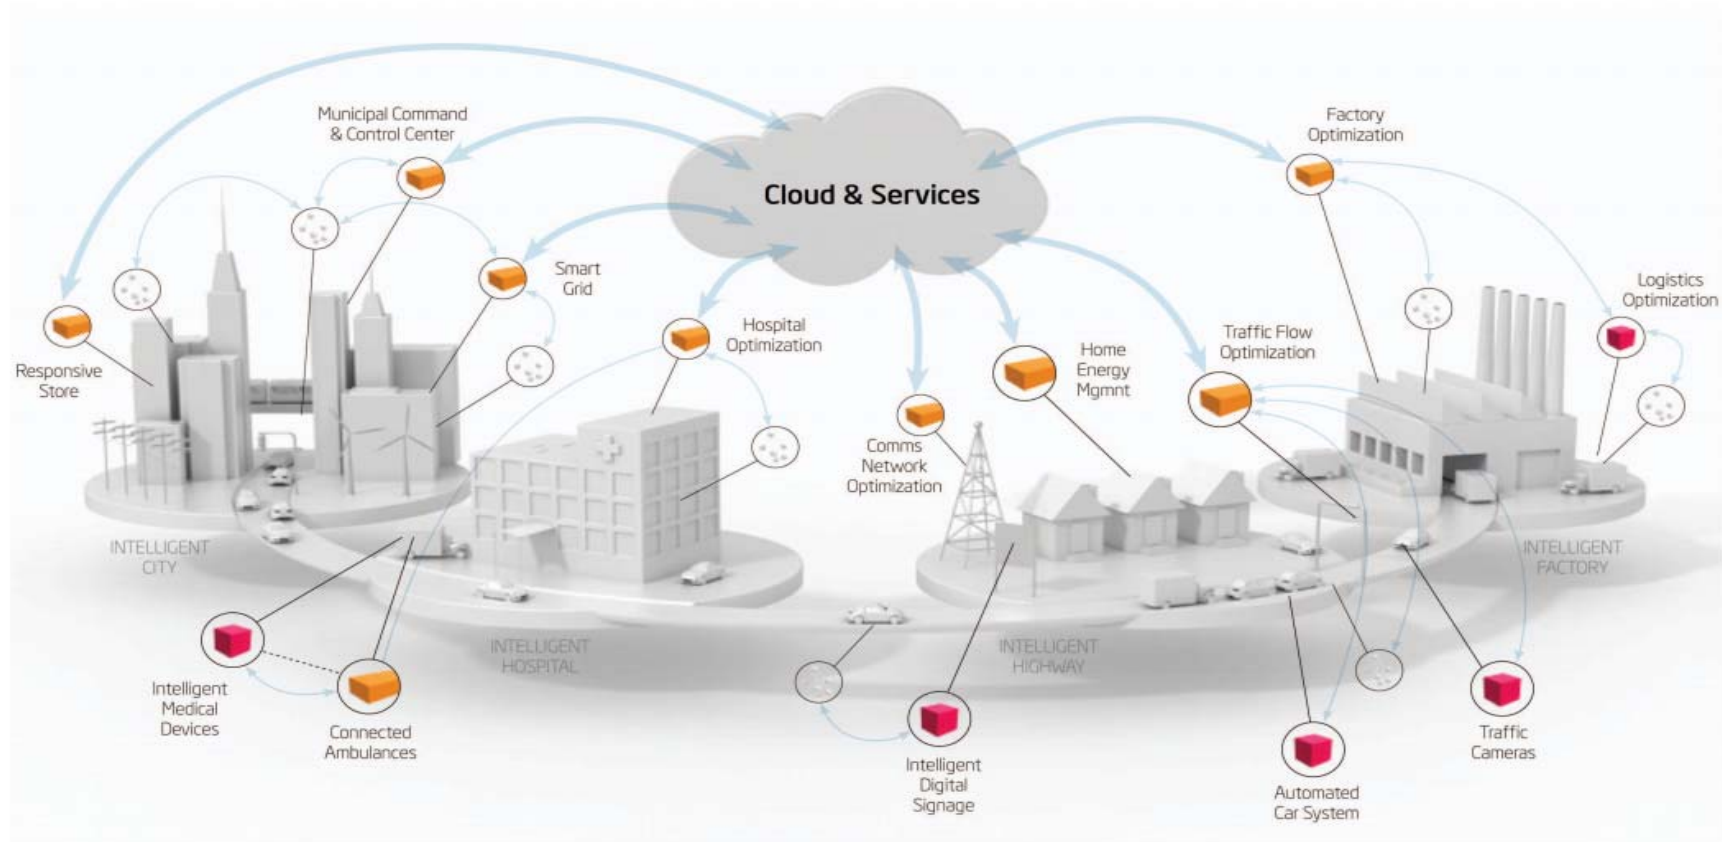 Municipal Command
& Control Center
Factory
Optimization
Cloud & Services
Smart
Grid
Logistics
Optimization
Hospital
Optimization
Traffic Flow
Optimization
Home
Energy
Mgmnt
Responsive
Store
Comms
Network
Optimization
INTELLIGENT
CITY
INTELLIGENT
FACTORY
INTELLIGENT
HOSPITAL
INTELLIGENT
HIGHWAY
Intelligent
Medical
Devices
Connected
Ambulances
Intelligent
Digital
Signage
Automated
Car System
Traffic
Cameras